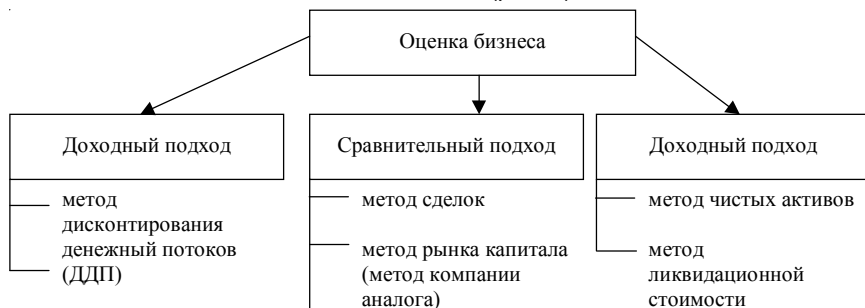 Оценка бизнеса
Доходный подход
метод
дисконтирования
денежный потоков
(ДДП)
Сравнительный подход
метод сделок
метод рынка капитала
(метод компании
аналога)
Доходный подход
метод чистых активов
метод
ликвидационной
стоимости